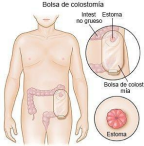 Bolsa de colostomía
Intest
no grueso
Estoma
Bolsa de colost
mía
Estoma